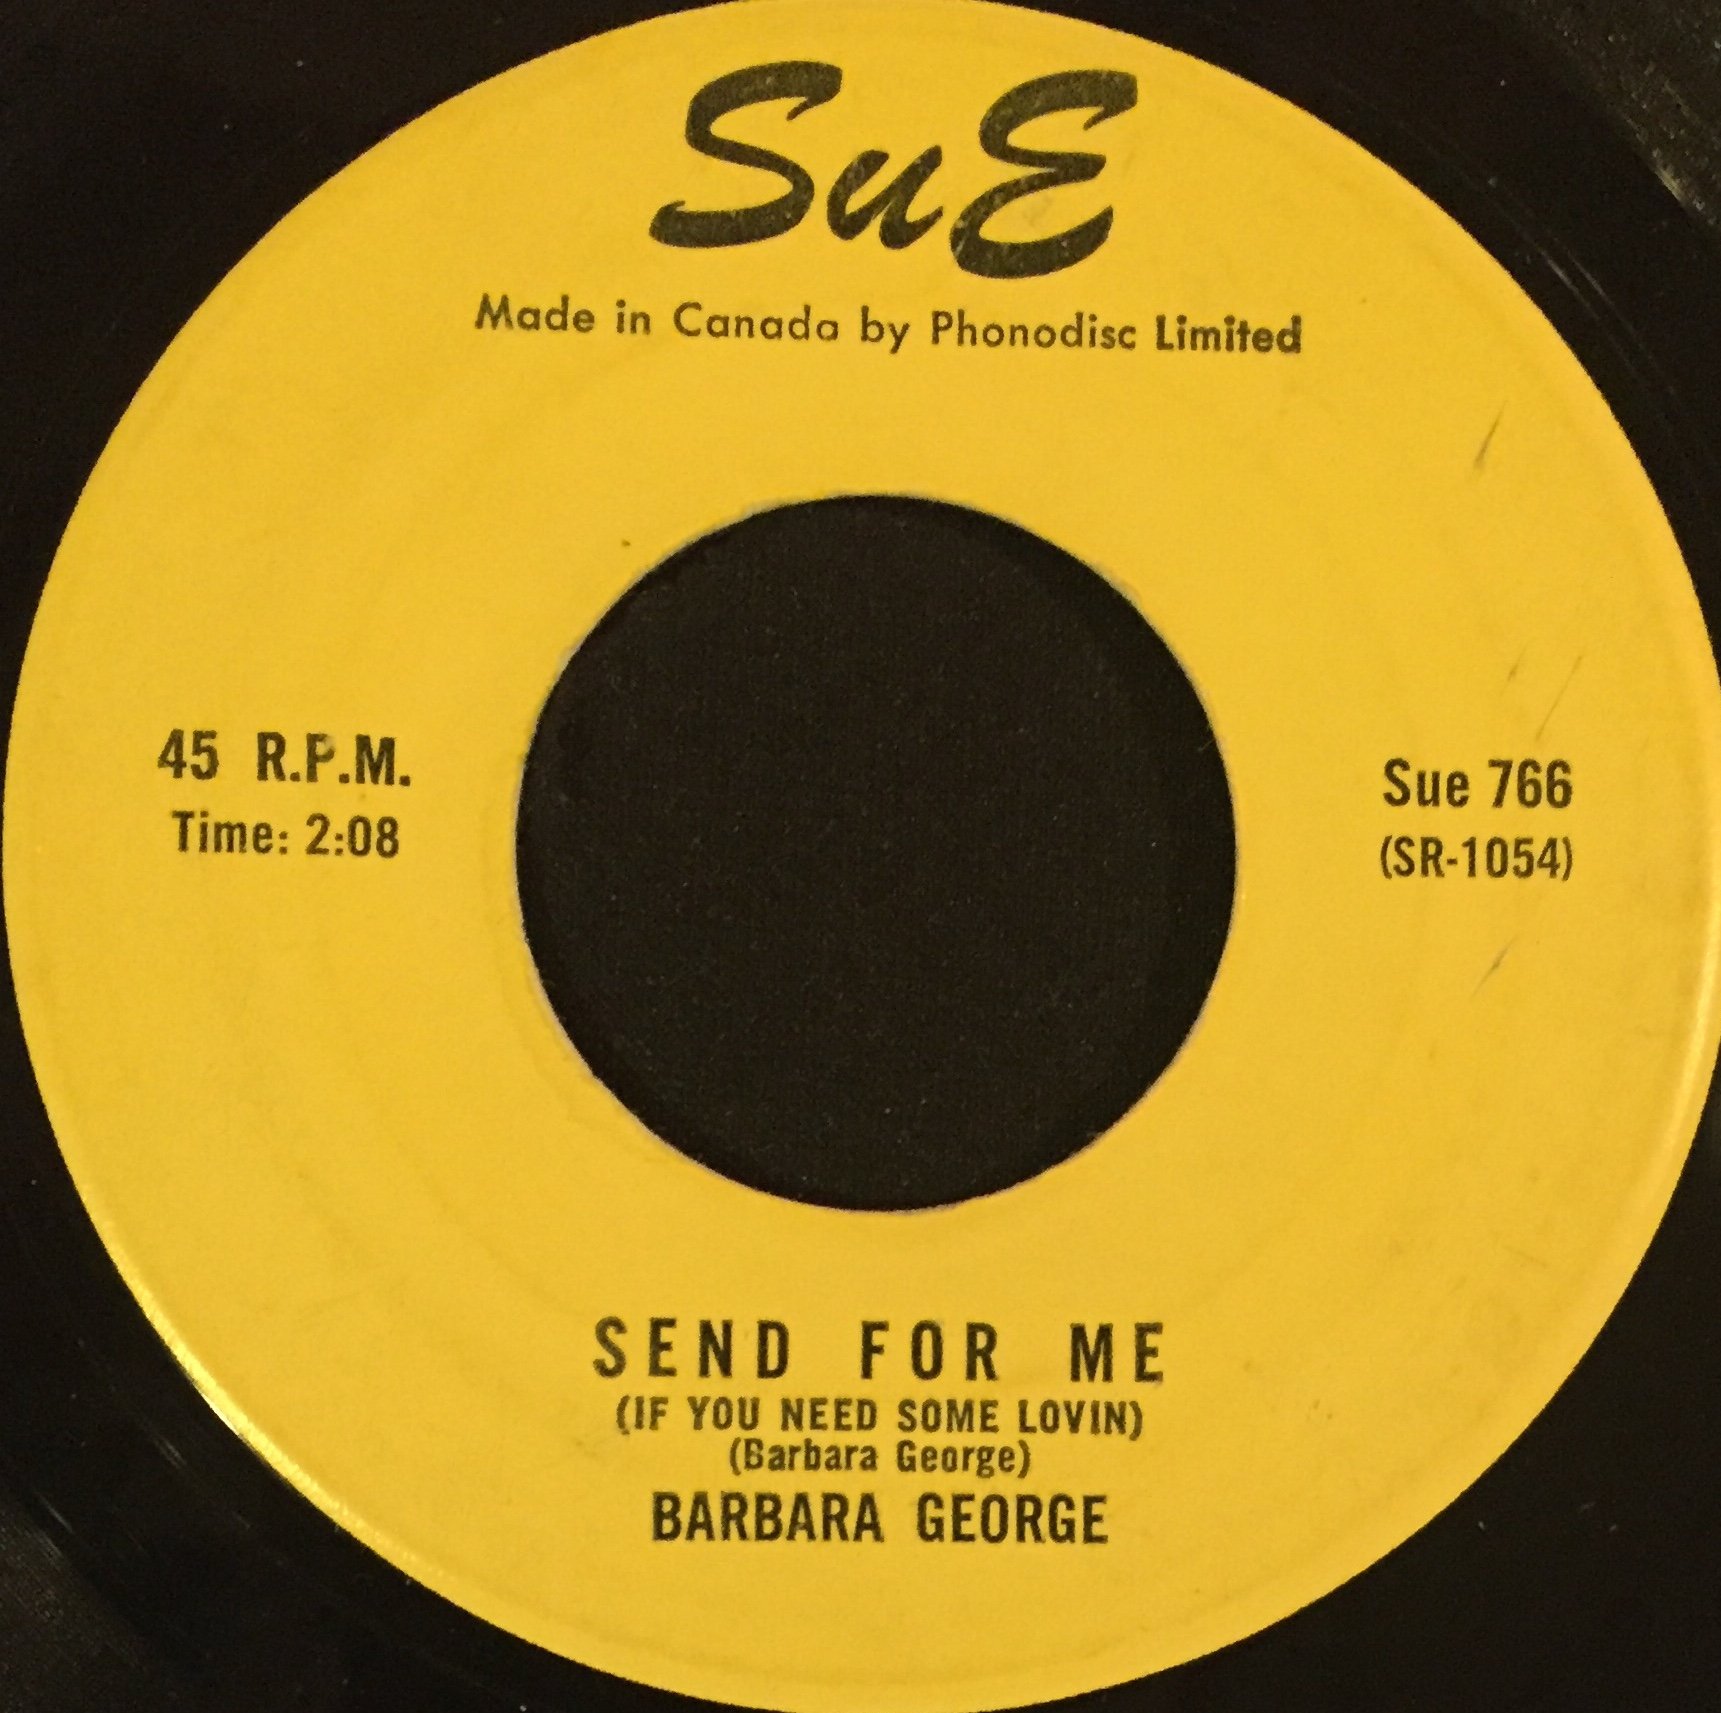 SuE
Made in Canada by Phonodisc Limited
45 R.P.M.
Time: 2:08
Sue 766
(SR-1054)
SEND FOR ME
(IF YOU NEED SOME LOVIN)
(Barbara George)
BARBARA GEORGE